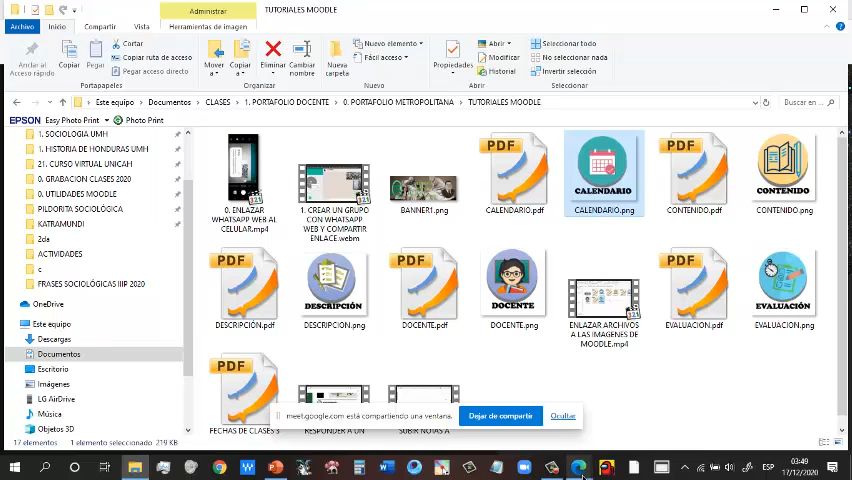 Administrar
TUTORIALES MOODLE
Archivo
Inicio
Compartir
Vista
Herramientas de imagen
Anclar al
Acceso rápido
Copiar
Pegar
Cortar
Copiar ruta de acceso
Pegar acceso directo
Portapapeles
Mover
a
Copiar
a
Eliminar
Cambiar
nombre
Organizar
Nueva
carpeta
Nuevo elemento
Fácil acceso
Nuevo
Propiedades
Abrir
Modificar
Historial
Abrir
Seleccionar todo
No seleccionar nada
Invertir selección
Seleccionar
Este equipo
Documentos
CLASES
1. PORTAFOLIO DOCENTE
0. PORTAFOLIO METROPOLITANA
TUTORIALES MOODLE
Buscar en ...
EPSON
Easy Photo Print
Photo Print
1. SOCIOLOGIA UMH
1. HISTORIA DE HONDURAS UMH
21. CURSO VIRTUAL UNICAH
0. GRABACION CLASES 2020
0. UTILIDADES MOODLE
PILDORITA SOCIOLÓGICA
KATRAMUNDI
2da
ACTIVIDADES
c
FRASES SOCIOLÓGICAS IIIP 2020
OneDrive
Este equipo
Descargas
Documentos
Escritorio
Imágenes
LG AirDrive
Música
Objetos 3D
0. ENLAZAR
WHATSAPP WEB AL
CELULAR.mp4
1. CREAR UN GRUPO
CON WHATSAPP
WEB Y COMPARTIR
ENLACE.webm
BANNER1.png
PDF
CALENDARIO.pdf
CALENDARIO
CALENDARIO.png
PDF
CONTENIDO.pdf
CONTENIDO
CONTENIDO.png
PDF
DESCRIPCIÓN.pdf
DESCRIPCIÓN
DESCRIPCION.png
PDF
DOCENTE.pdf
DOCENTE
DOCENTE.png
ENLAZAR ARCHIVOS
A LAS IMAGENES DE
MOODLE.mp4
PDF
EVALUACION.pdf
EVALUACIÓN
EVALUACION.png
PDF
FECHAS DE CLASES
RESPONDER A UN
SUBIR NOTAS A
meet.google.com está compartiendo una ventana.
Dejar de compartir
Ocultar
17 elementos
1 elemento seleccionado
219 KB
ESP
03:49
17/12/2020